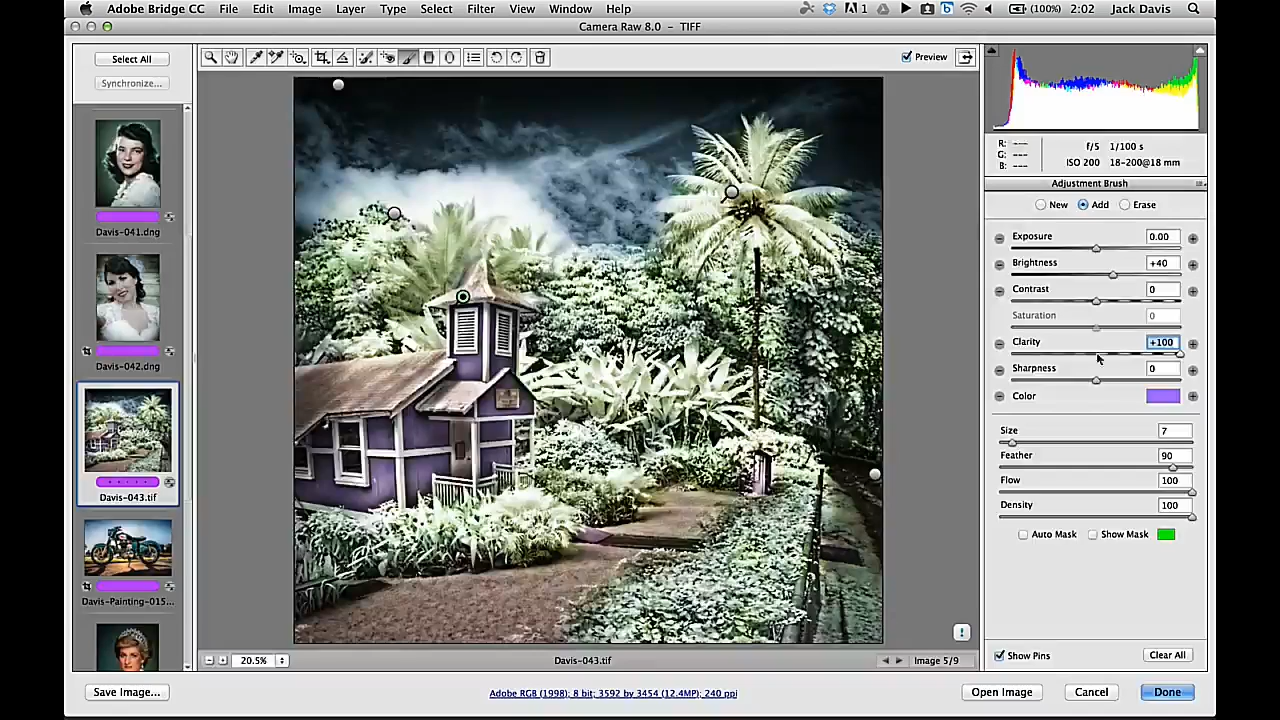 Adobe Bridge CC File Edit Image Label Type Select Filter View Window Help 1 (100%) 2:02 Jack Davis
Camera Raw 8.0 - TIFF
Select All
Synchronize...
Preview
Davis-041.dng
Davis-042.dng
Davis-043.tif
Davis-Painting-015...
R: ---
G: ---
B: ---
f/5 1/100 s
ISO 200 18-200@18 mm
Adjustment Brush
New Add Erase
Exposure 0.00
Brightness +40
Contrast 0
Saturation 0
Clarity +100
Sharpness 0
Color
Size 7
Feather 90
Flow 100
Density 100
Auto Mask Show Mask
Show Pins Clear All
20.5% Davis-043.tif Image 5/9
Save Image... Adobe RGB (1998); 8 bit; 3592 by 3454 (12.4MP); 240 ppi Open Image Cancel Done